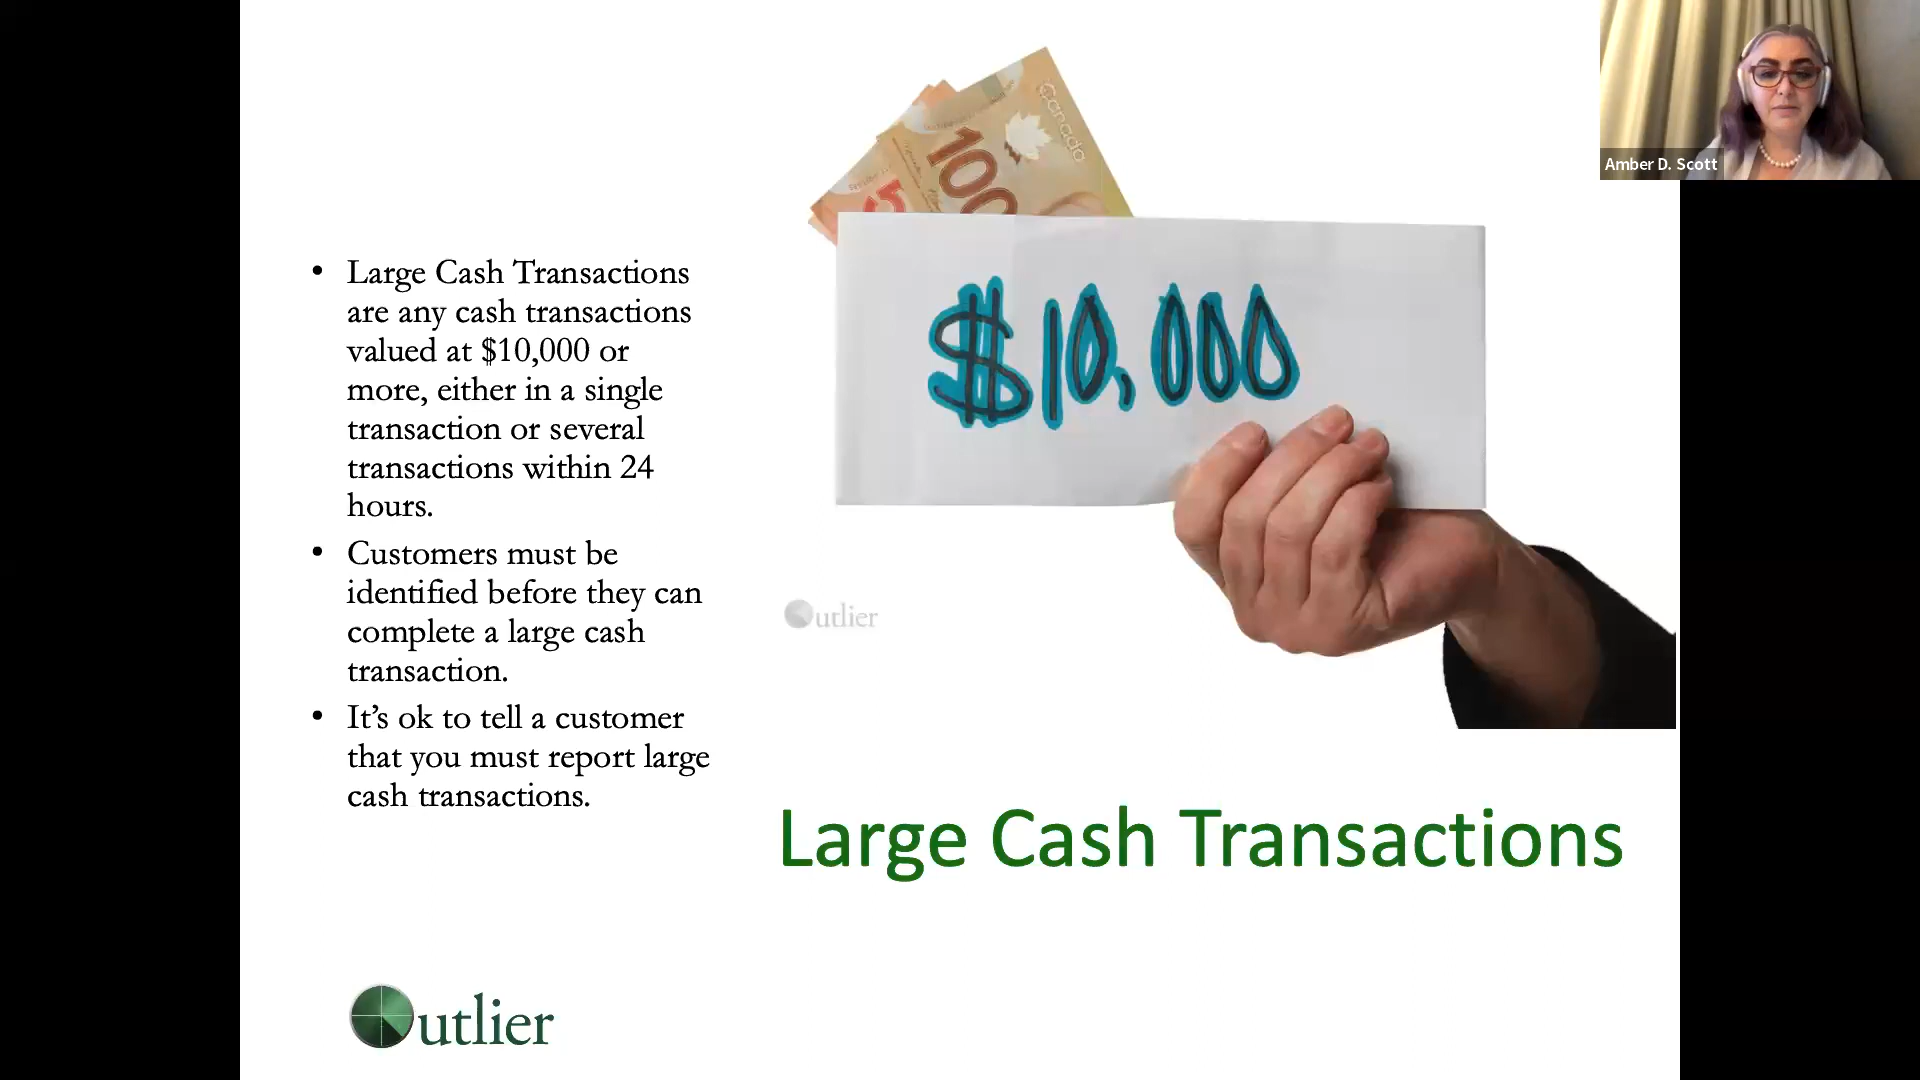 Amber D. Scott
Canada
100
5
$10,000
• Large Cash Transactions
are any cash transactions
valued at $10,000 or
more, either in a single
transaction or several
transactions within 24
hours.
• Customers must be
identified before they can
complete a large cash
transaction.
• It’s ok to tell a customer
that you must report large
cash transactions.
Outlier
Large Cash Transactions
Outlier